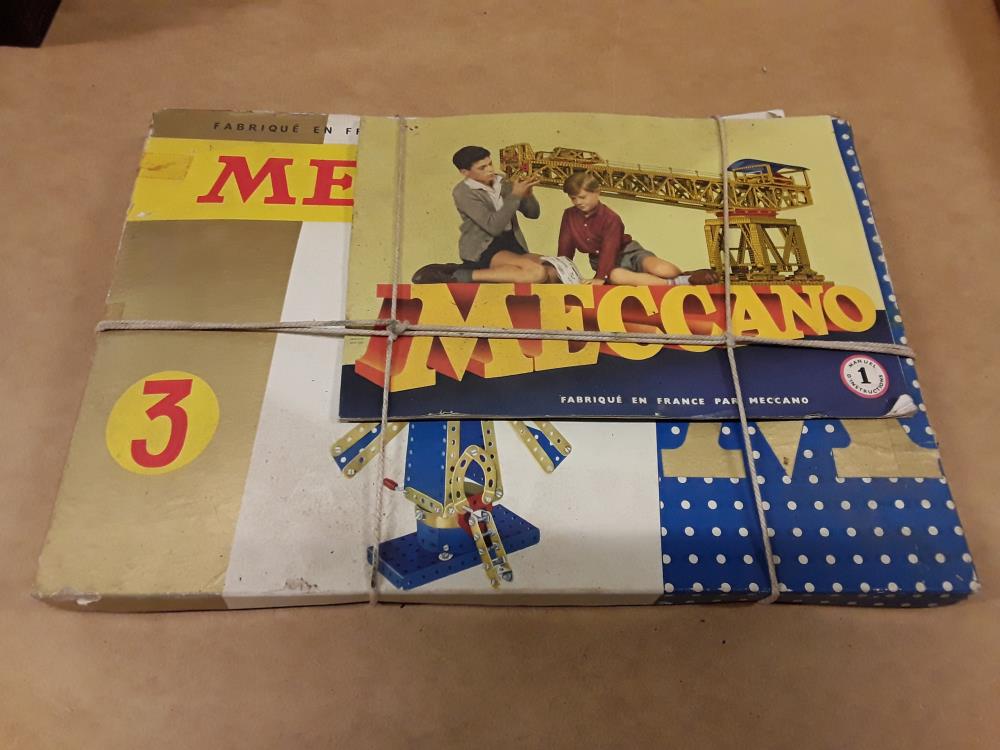 FABRIQUÉ EN FR
ME
MECCANO
MANUEL
1
D'INSTRUCTIONS
FABRIQUÉ EN FRANCE PAR MECCANO
3